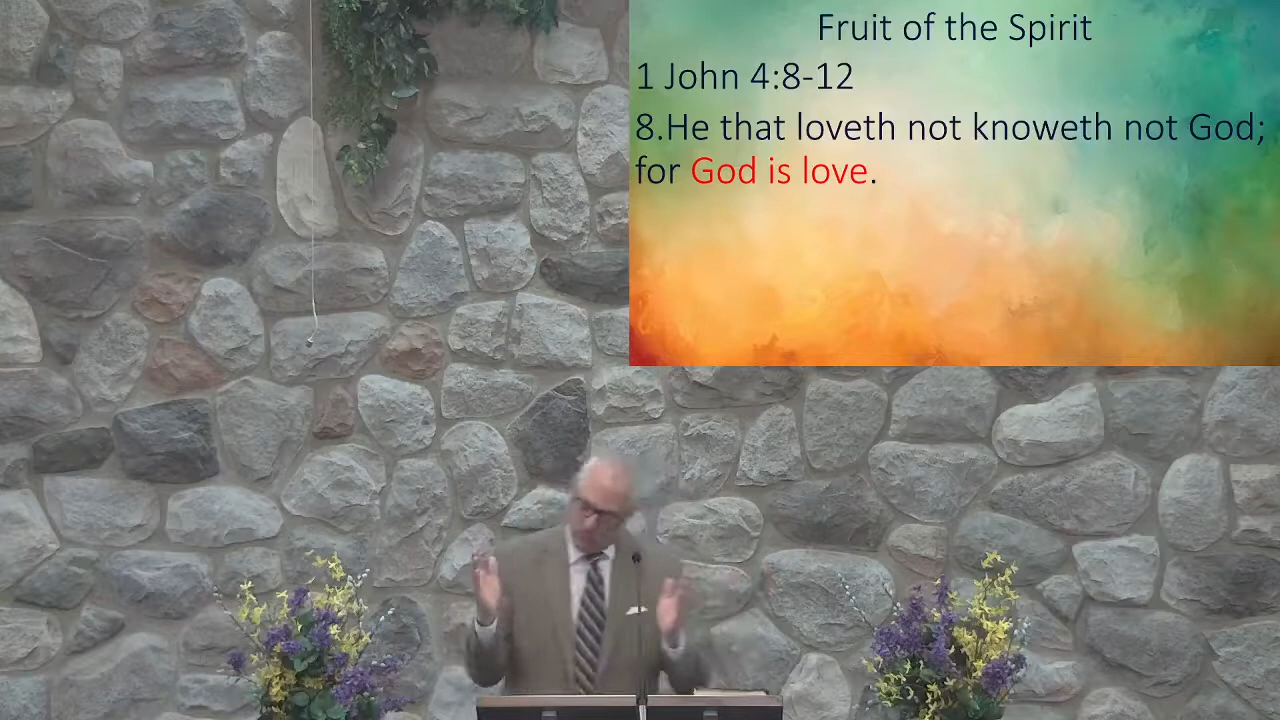 Fruit of the Spirit
1 John 4:8-12
8.He that loveth not knoweth not God;
for God is love.